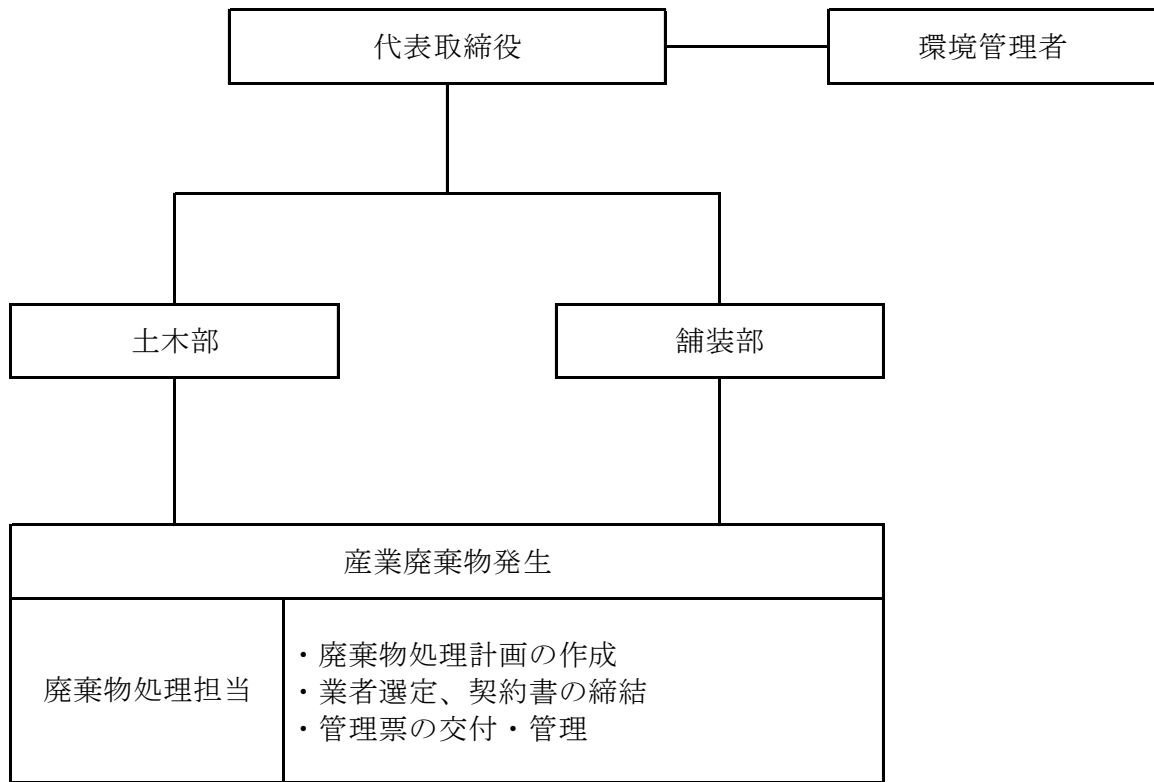 代表取締役
環境管理者
土木部
舗装部
産業廃棄物発生
廃棄物処理担当
・廃棄物処理計画の作成
・業者選定、契約書の締結
・管理票の交付・管理